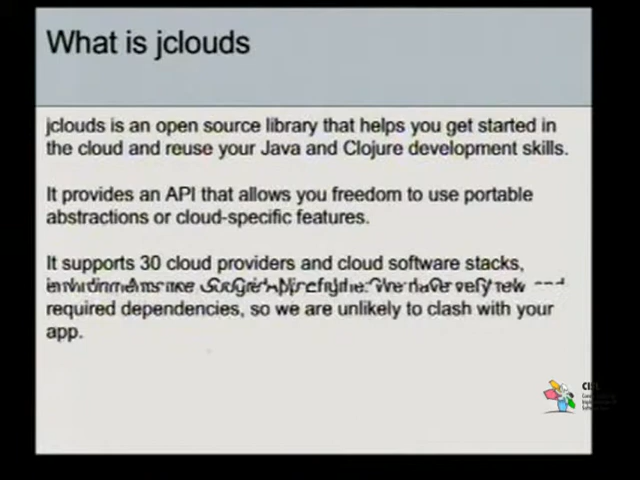 What is jclouds
jclouds is an open source library that helps you get started in
the cloud and reuse your Java and Clojure development skills.
It provides an API that allows you freedom to use portable
abstractions or cloud-specific features.
It supports 30 cloud providers and cloud software stacks,
required dependencies, so we are unlikely to clash with your
app.